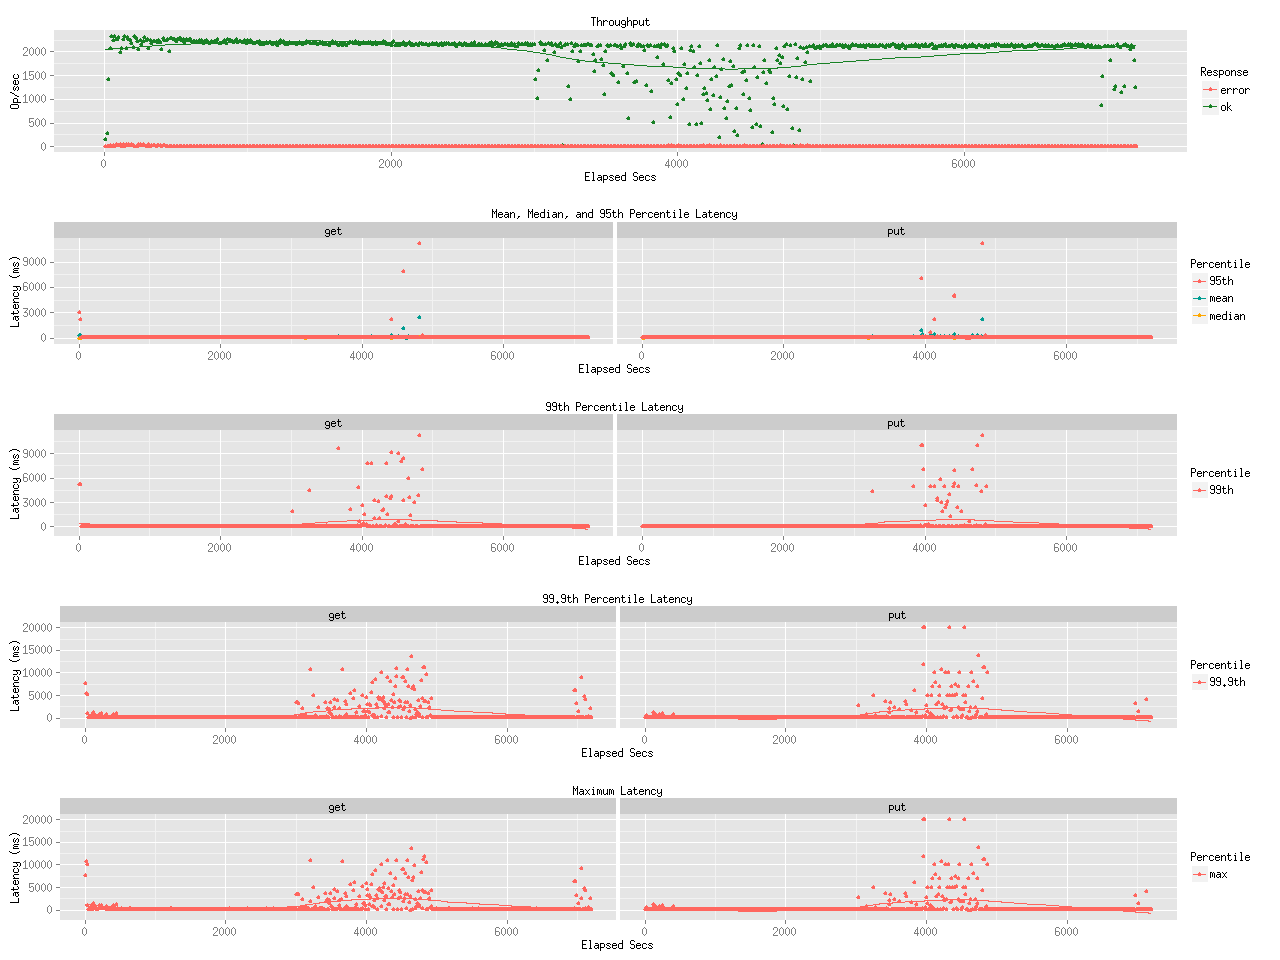 Throughput
Op/sec
2000
1500
1000
500
0
0 2000 4000 6000
Elapsed Secs
Response
error
ok
Mean, Median, and 95th Percentile Latency
get put
Latency (ms)
9000
6000
3000
0
0 2000 4000 6000 0 2000 4000 6000
Elapsed Secs
Percentile
95th
mean
median
99th Percentile Latency
get put
Latency (ms)
9000
6000
3000
0
0 2000 4000 6000 0 2000 4000 6000
Elapsed Secs
Percentile
99th
99.9th Percentile Latency
get put
Latency (ms)
20000
15000
10000
5000
0
0 2000 4000 6000 0 2000 4000 6000
Elapsed Secs
Percentile
99.9th
Maximum Latency
get put
Latency (ms)
20000
15000
10000
5000
0
0 2000 4000 6000 0 2000 4000 6000
Elapsed Secs
Percentile
max